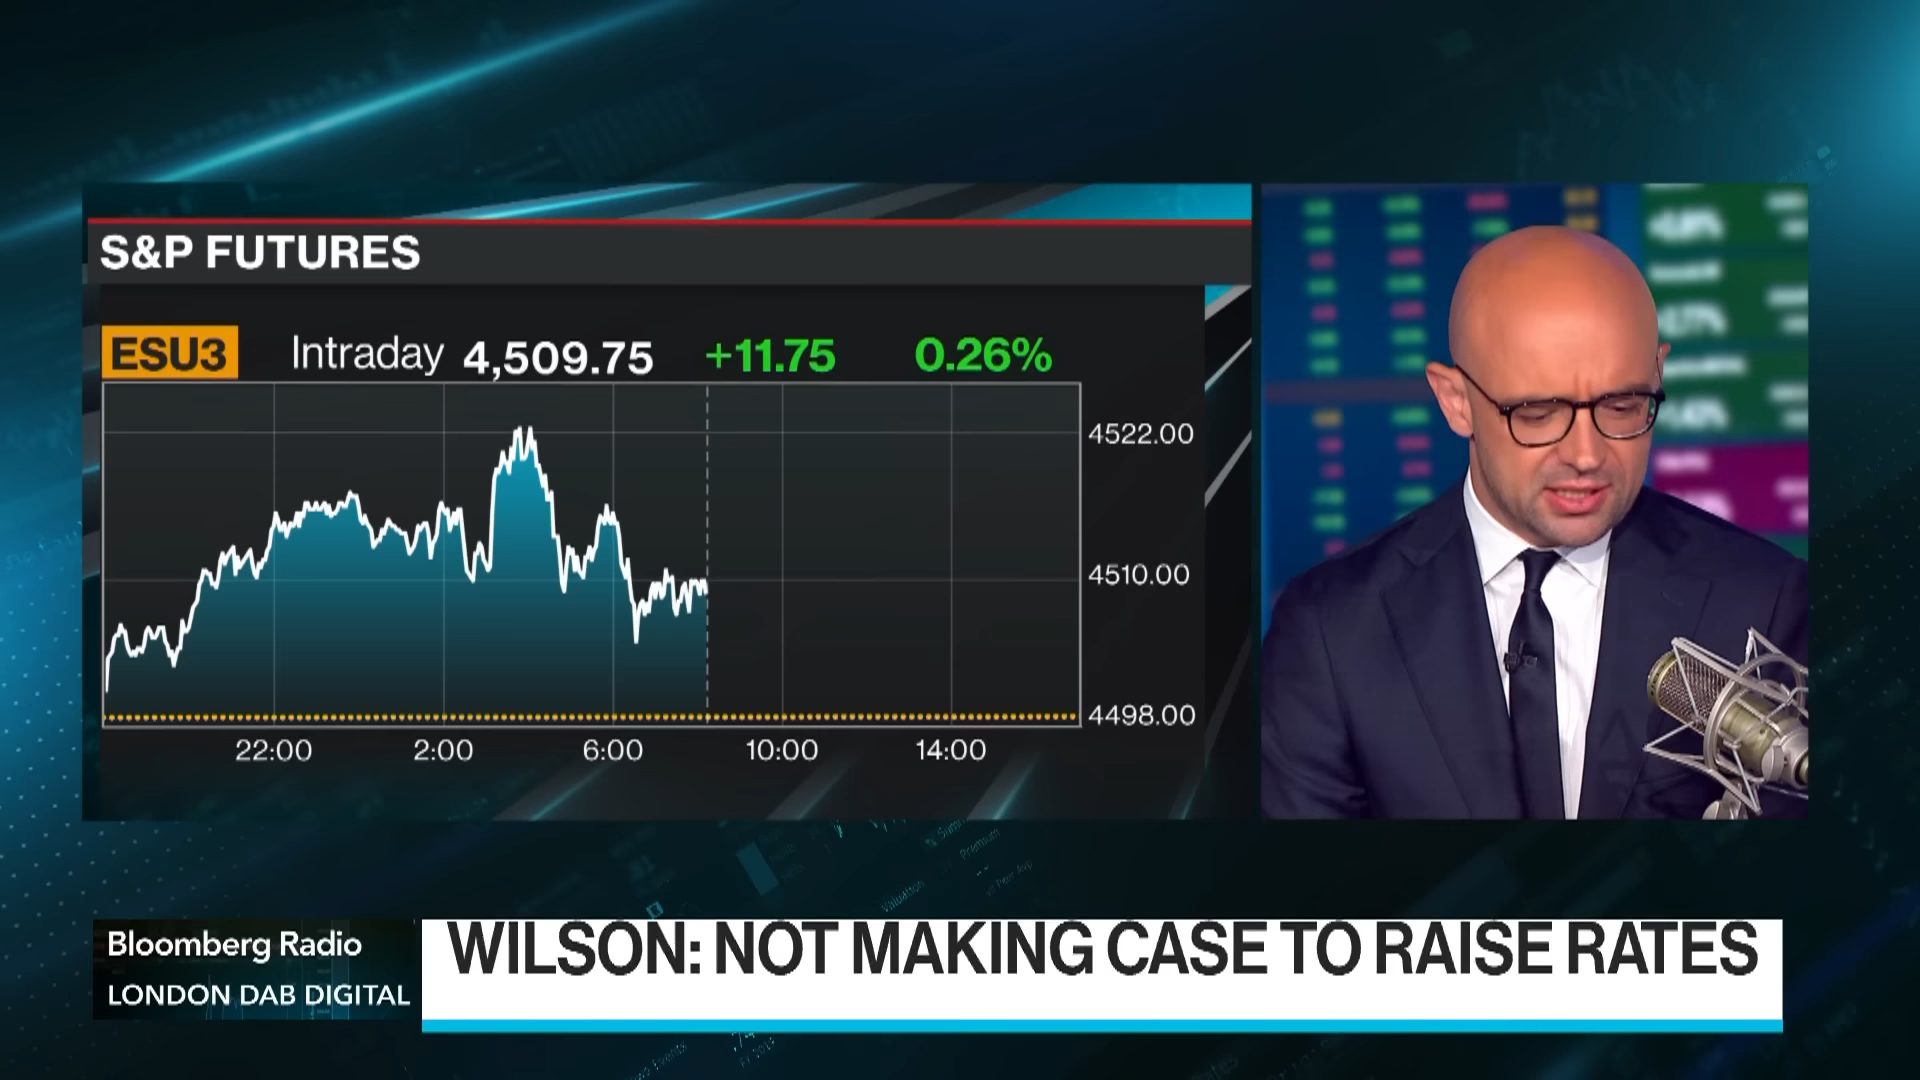 S&P FUTURES
ESU3 Intraday 4,509.75 +11.75 0.26%
4522.00
4510.00
4498.00
22:00 2:00 6:00 10:00 14:00
Bloomberg Radio
LONDON DAB DIGITAL
WILSON: NOT MAKING CASE TO RAISE RATES
Premium
Valuation